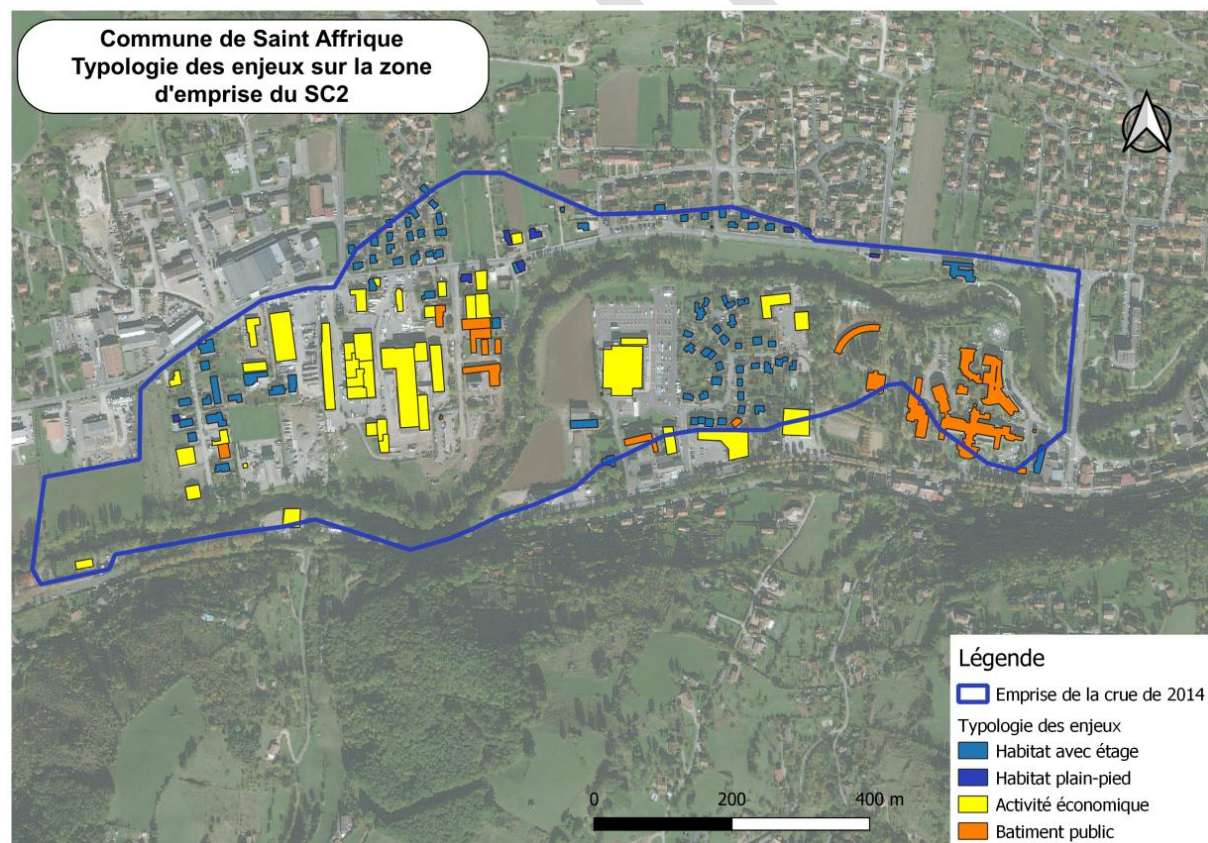 Commune de Saint Affrique
Typologie des enjeux sur la zone
d'emprise du SC2
Légende
Emprise de la crue de 2014
Typologie des enjeux
Habitat avec étage
Habitat plain-pied
Activité économique
Batiment public
0 200 400 m